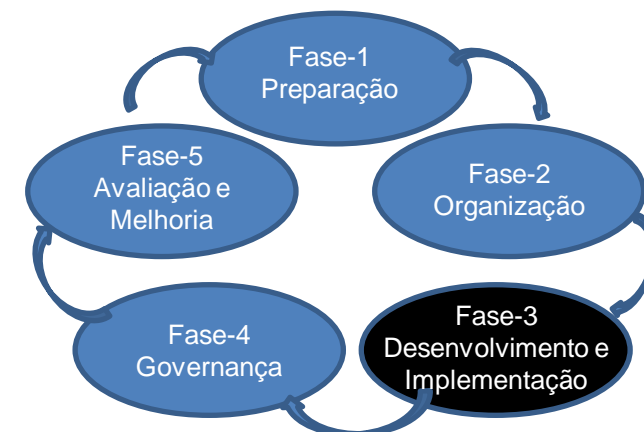 Fase-1
Preparação
Fase-2
Organização
Fase-3
Desenvolvimento e
Implementação
Fase-4
Governança
Fase-5
Avaliação e
Melhoria